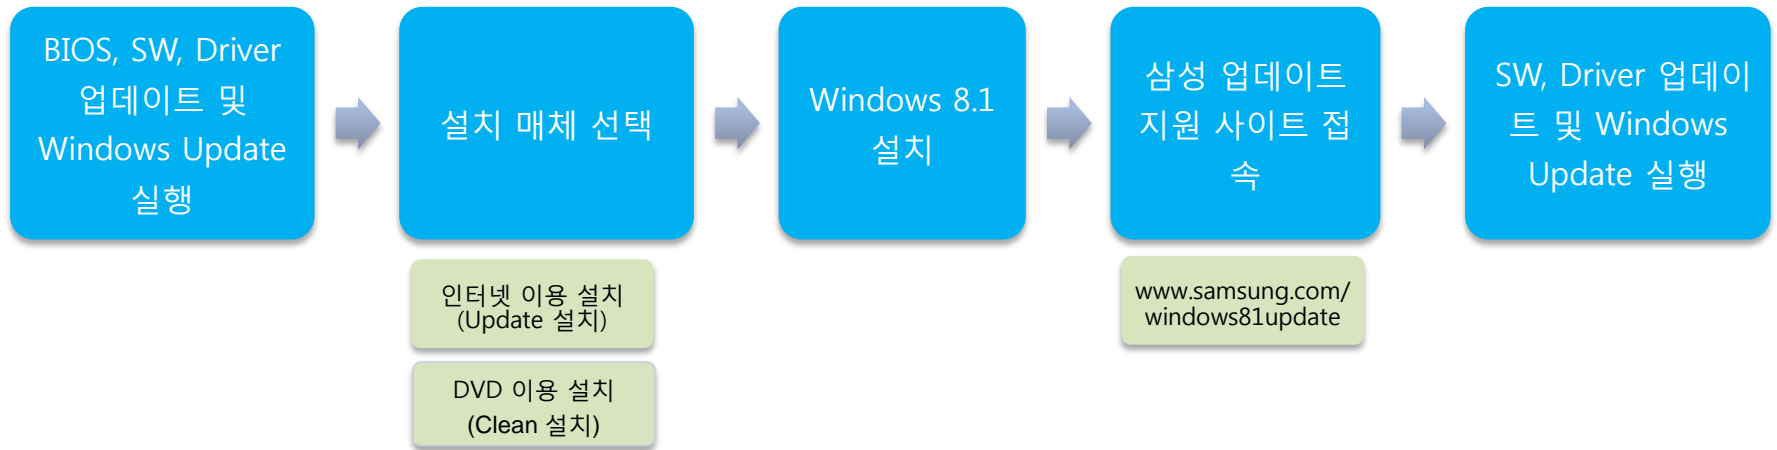 BIOS, SW, Driver
업데이트 및
Windows Update
실행
설치 매체 선택
Windows 8.1
설치
삼성 업데이트
지원 사이트 접
속
SW, Driver 업데이
트 및 Windows
Update 실행
인터넷 이용 설치
(Update 설치)
DVD 이용 설치
(Clean 설치)
www.samsung.com/
windows81update